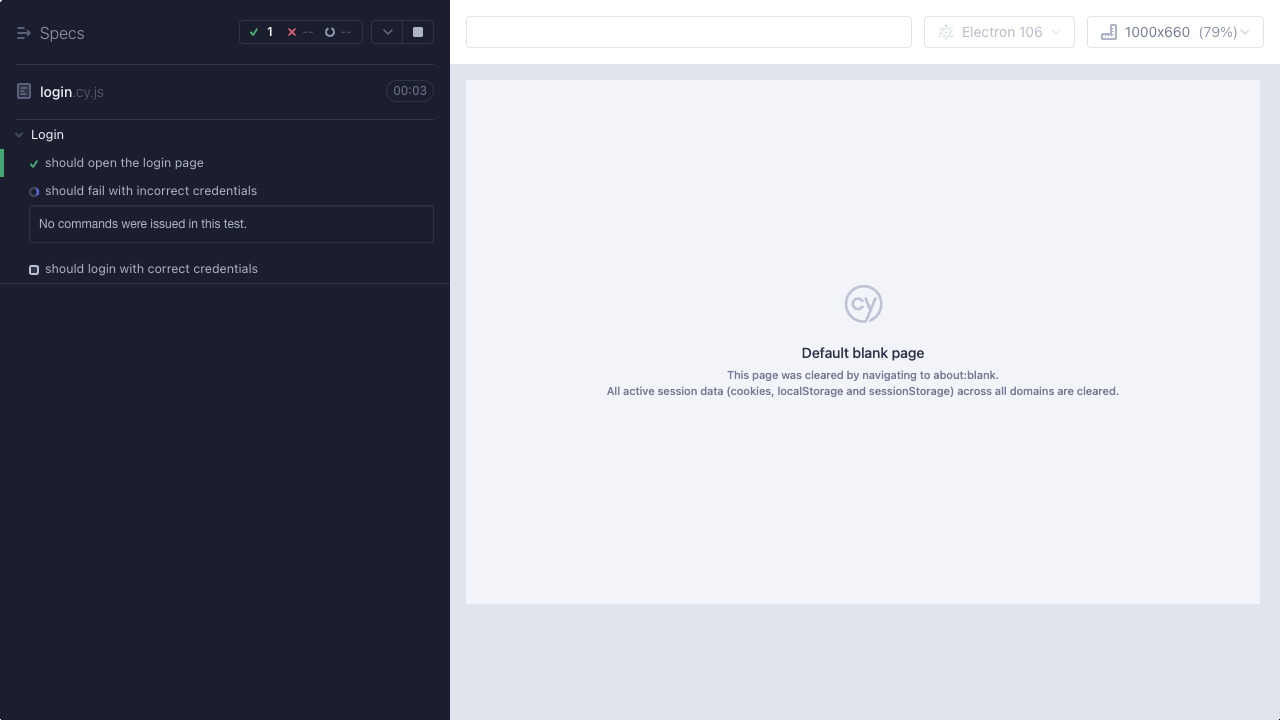 Specs
1 -- --
login.cy.js 00:03
Login
should open the login page
should fail with incorrect credentials
No commands were issued in this test.
should login with correct credentials
Electron 106
1000x660 (79%)
cy
Default blank page
This page was cleared by navigating to about:blank.
All active session data (cookies, localStorage and sessionStorage) across all domains are cleared.